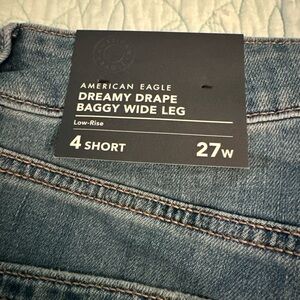 AMERICAN EAGLE
DREAMY DRAPE
BAGGY WIDE LEG
Low-Rise
4 SHORT 27W